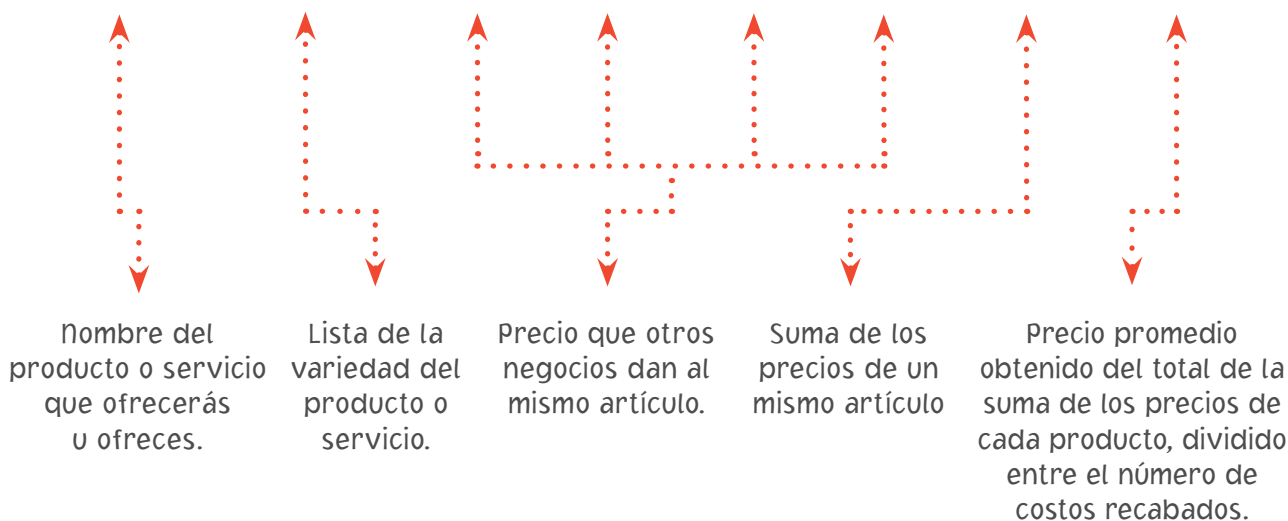 Nombre del
producto o servicio
que ofrecerás
u ofreces.
Lista de la
variedad del
producto o
servicio.
Precio que otros
negocios dan al
mismo artículo.
Suma de los
precios de un
mismo artículo
Precio promedio
obtenido del total de la
suma de los precios de
cada producto, dividido
entre el número de
costos recabados.